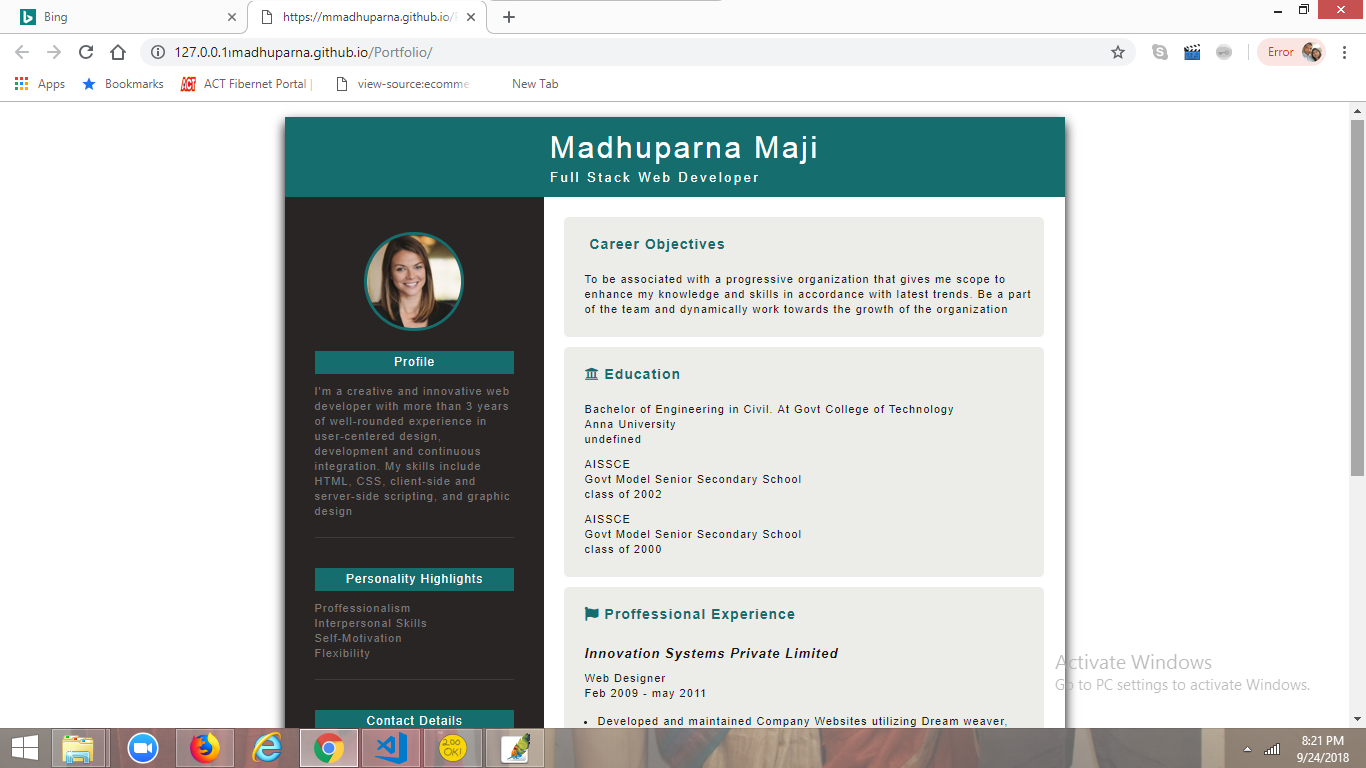 Bing
https://mmadhuparna.github.io/
127.0.0.1madhuparna.github.io/Portfolio/
Error
Apps
Bookmarks
ACT
ACT Fibernet Portal |
view-source:ecomme
New Tab
Madhuparna Maji
Full Stack Web Developer
Profile
I'm a creative and innovative web
developer with more than 3 years
of well-rounded experience in
user-centered design,
development and continuous
integration. My skills include
HTML, CSS, client-side and
server-side scripting, and graphic
design
Personality Highlights
Proffessionalism
Interpersonal Skills
Self-Motivation
Flexibility
Contact Details
Career Objectives
To be associated with a progressive organization that gives me scope to
enhance my knowledge and skills in accordance with latest trends. Be a part
of the team and dynamically work towards the growth of the organization
Education
Bachelor of Engineering in Civil. At Govt College of Technology
Anna University
undefined
AISSCE
Govt Model Senior Secondary School
class of 2002
AISSCE
Govt Model Senior Secondary School
class of 2000
Proffessional Experience
Innovation Systems Private Limited
Web Designer
Feb 2009 - may 2011
Developed and maintained Company Websites utilizing Dream weaver,
Activate Windows
Go to PC settings to activate Windows.
200
OK!
8:21 PM
9/24/2018